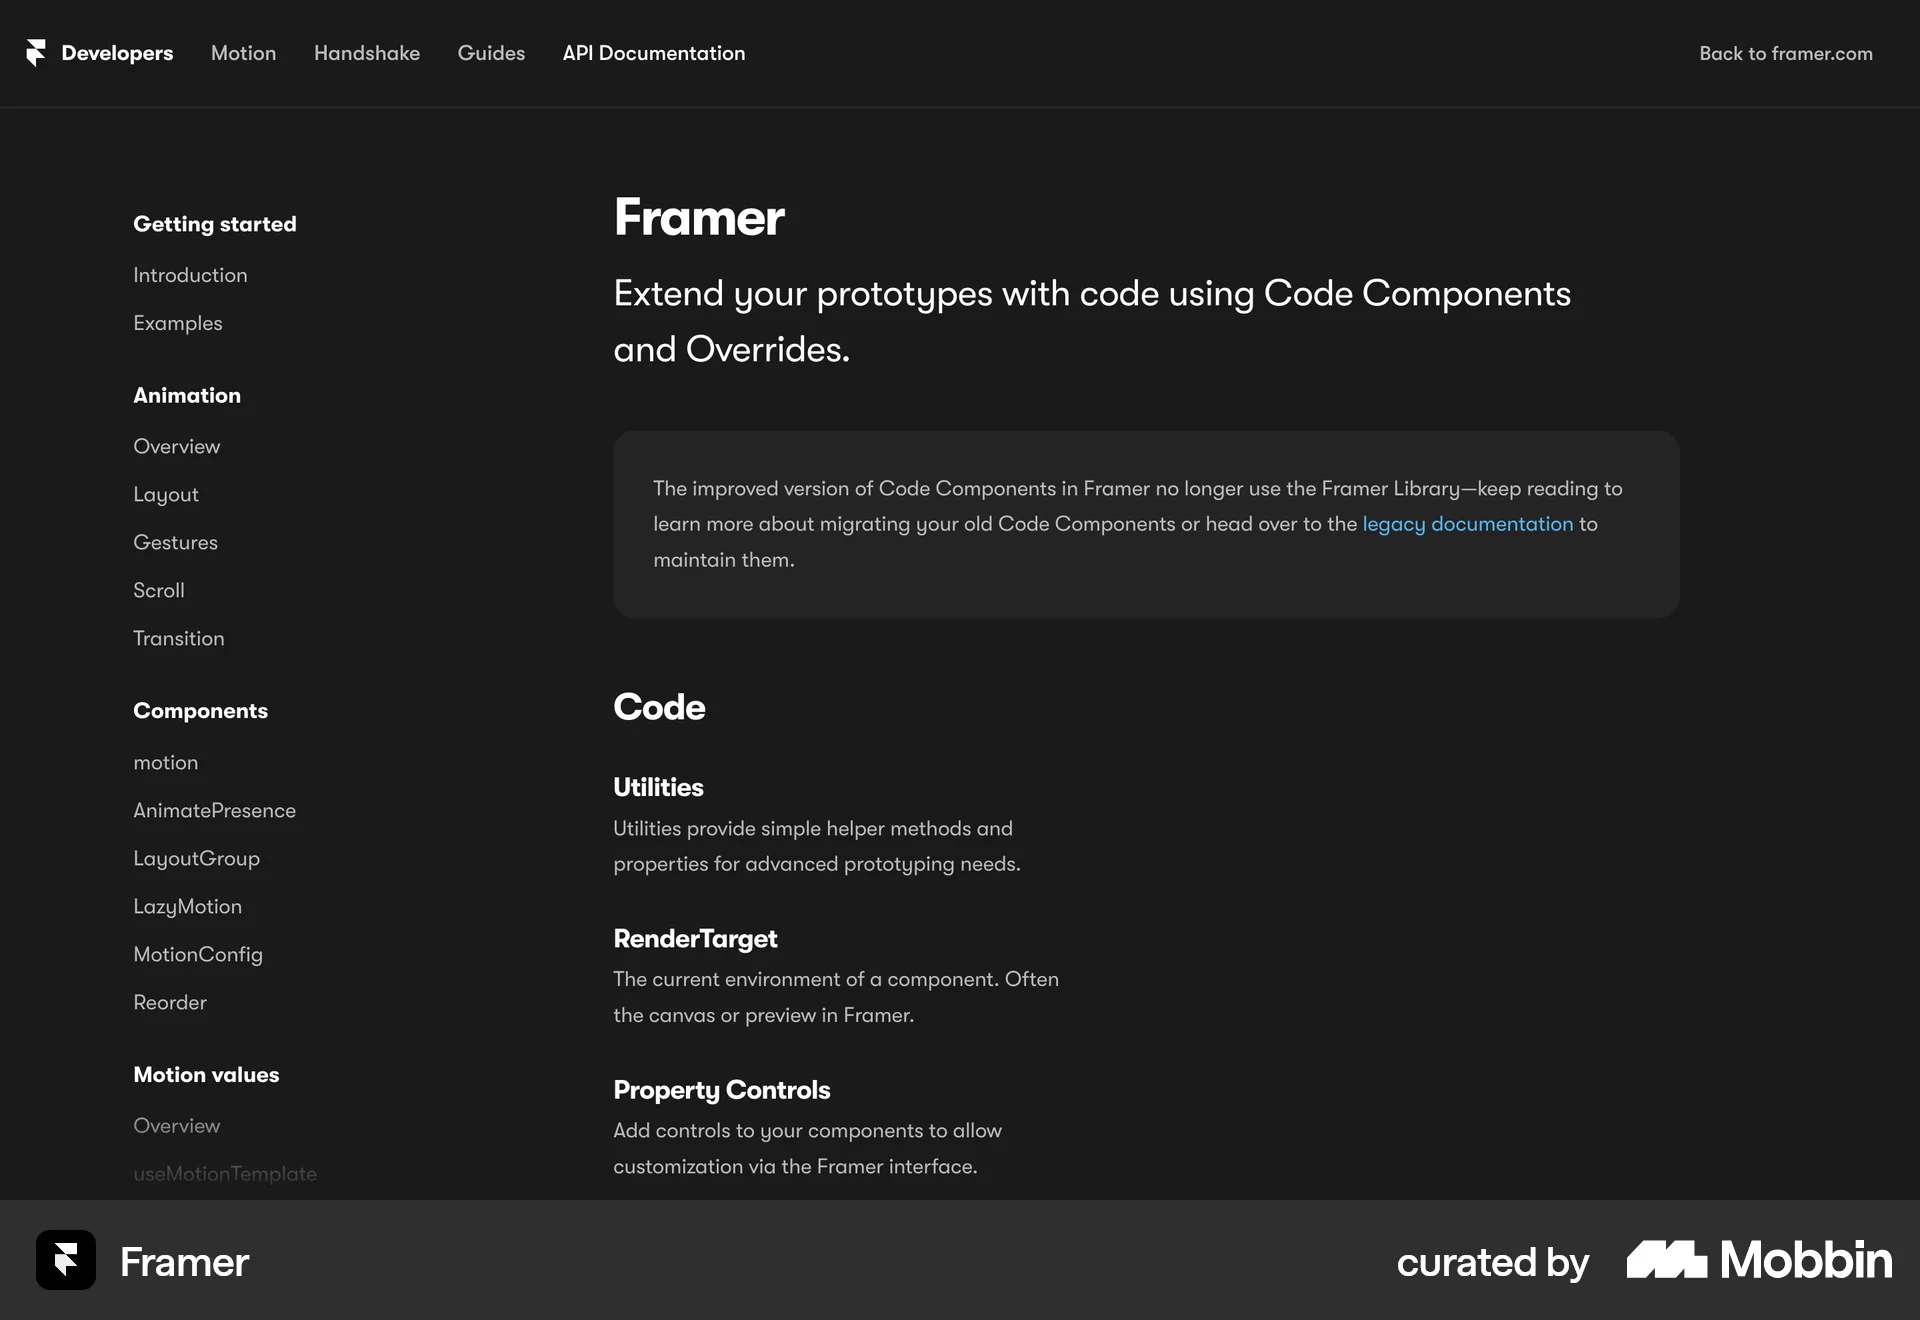 Developers Motion Handshake Guides API Documentation Back to framer.com
Getting started
Introduction
Examples
Animation
Overview
Layout
Gestures
Scroll
Transition
Components
motion
AnimatePresence
LayoutGroup
LazyMotion
MotionConfig
Reorder
Motion values
Overview
useMotionTemplate
Framer
Extend your prototypes with code using Code Components
and Overrides.
The improved version of Code Components in Framer no longer use the Framer Library—keep reading to
learn more about migrating your old Code Components or head over to the legacy documentation to
maintain them.
Code
Utilities
Utilities provide simple helper methods and
properties for advanced prototyping needs.
RenderTarget
The current environment of a component. Often
the canvas or preview in Framer.
Property Controls
Add controls to your components to allow
customization via the Framer interface.
Framer
curated by Mobbin